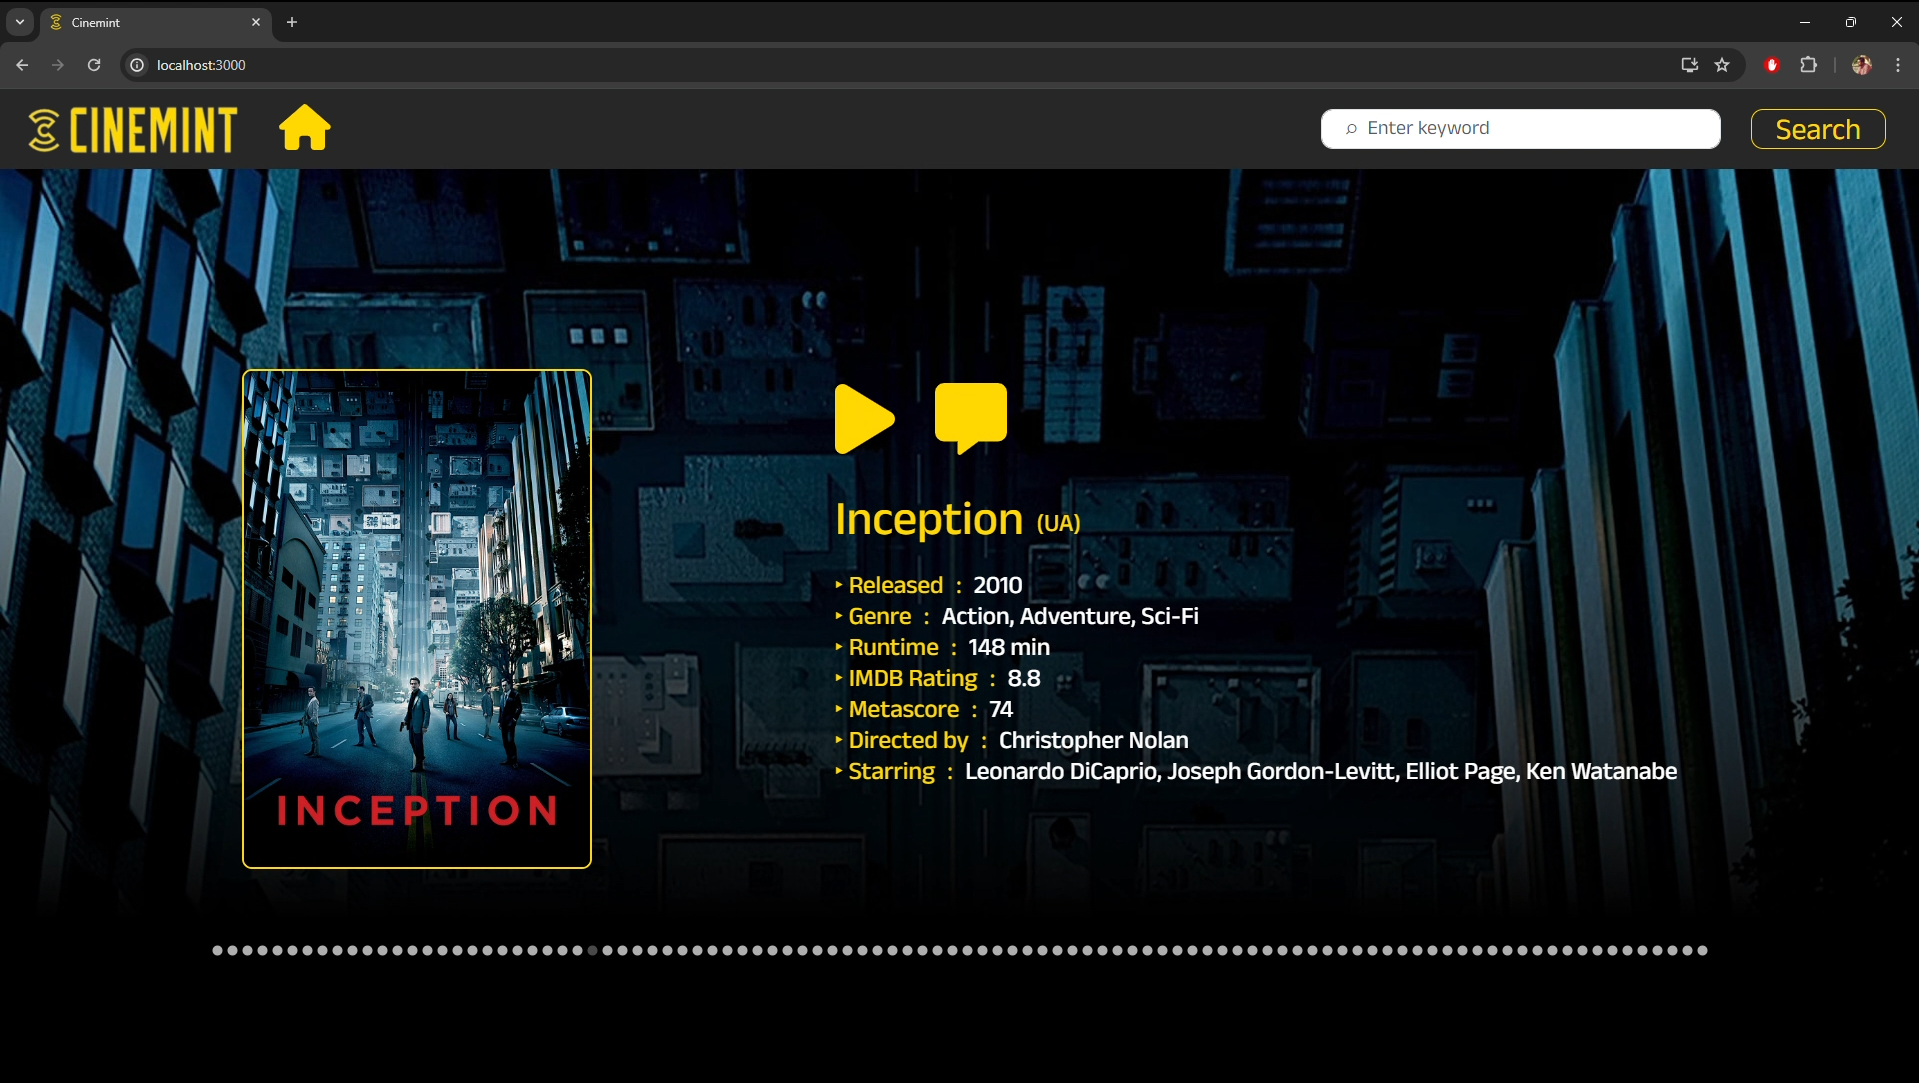 Cinemint
localhost:3000
CINEMINT
Enter keyword
Search
INCEPTION
Inception (UA)
‣ Released : 2010
‣ Genre : Action, Adventure, Sci-Fi
‣ Runtime : 148 min
‣ IMDB Rating : 8.8
‣ Metascore : 74
‣ Directed by : Christopher Nolan
‣ Starring : Leonardo DiCaprio, Joseph Gordon-Levitt, Elliot Page, Ken Watanabe